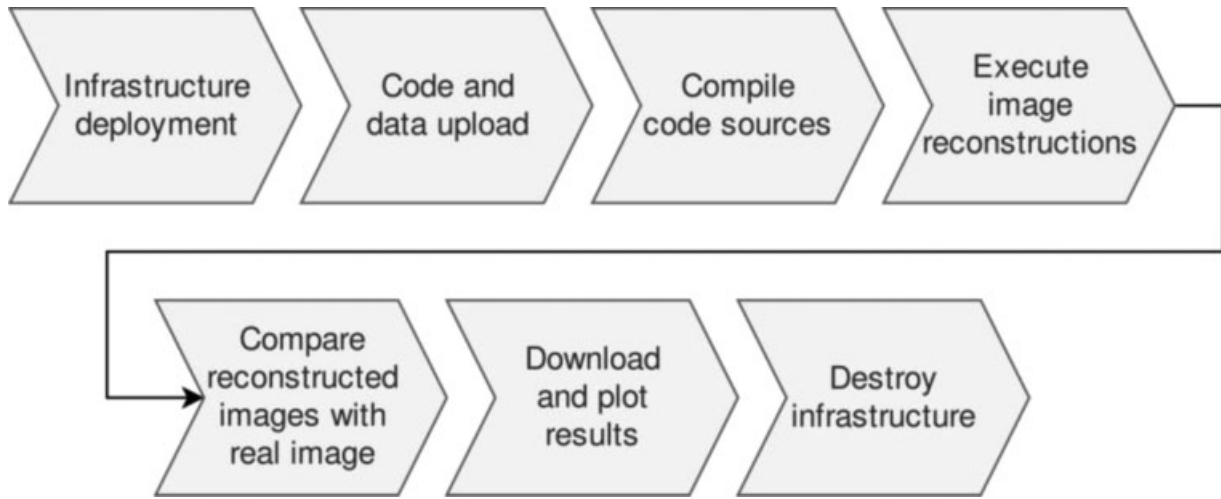 Infrastructure
deployment
Code and
data upload
Compile
code sources
Execute
image
reconstructions
Compare
reconstructed
images with
real image
Download
and plot
results
Destroy
infrastructure